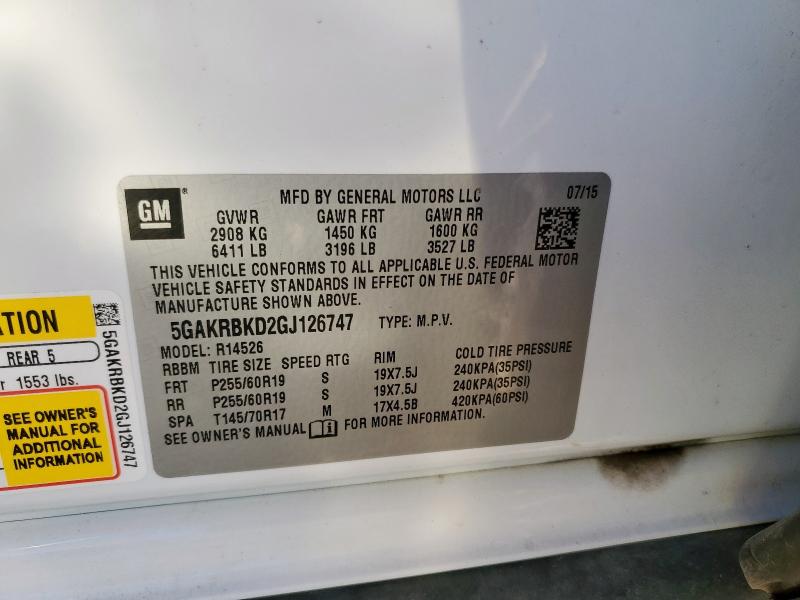 GM ®
MFD BY GENERAL MOTORS LLC 07/15
GVWR GAWR FRT GAWR RR
2908 KG 1450 KG 1600 KG
6411 LB 3196 LB 3527 LB
THIS VEHICLE CONFORMS TO ALL APPLICABLE U.S. FEDERAL MOTOR
VEHICLE SAFETY STANDARDS IN EFFECT ON THE DATE OF
MANUFACTURE SHOWN ABOVE.
5GAKRBKD2GJ126747 TYPE: M.P.V.
MODEL: R14526
RBBM TIRE SIZE SPEED RTG RIM COLD TIRE PRESSURE
FRT P255/60R19 S 19X7.5J 240KPA(35PSI)
RR P255/60R19 S 19X7.5J 240KPA(35PSI)
SPA T145/70R17 M 17X4.5B 420KPA(60PSI)
SEE OWNER'S MANUAL i FOR MORE INFORMATION.
REAR 5
1553 lbs.
SEE OWNER'S
MANUAL FOR
ADDITIONAL
INFORMATION
5GAKRBKD2GJ126747